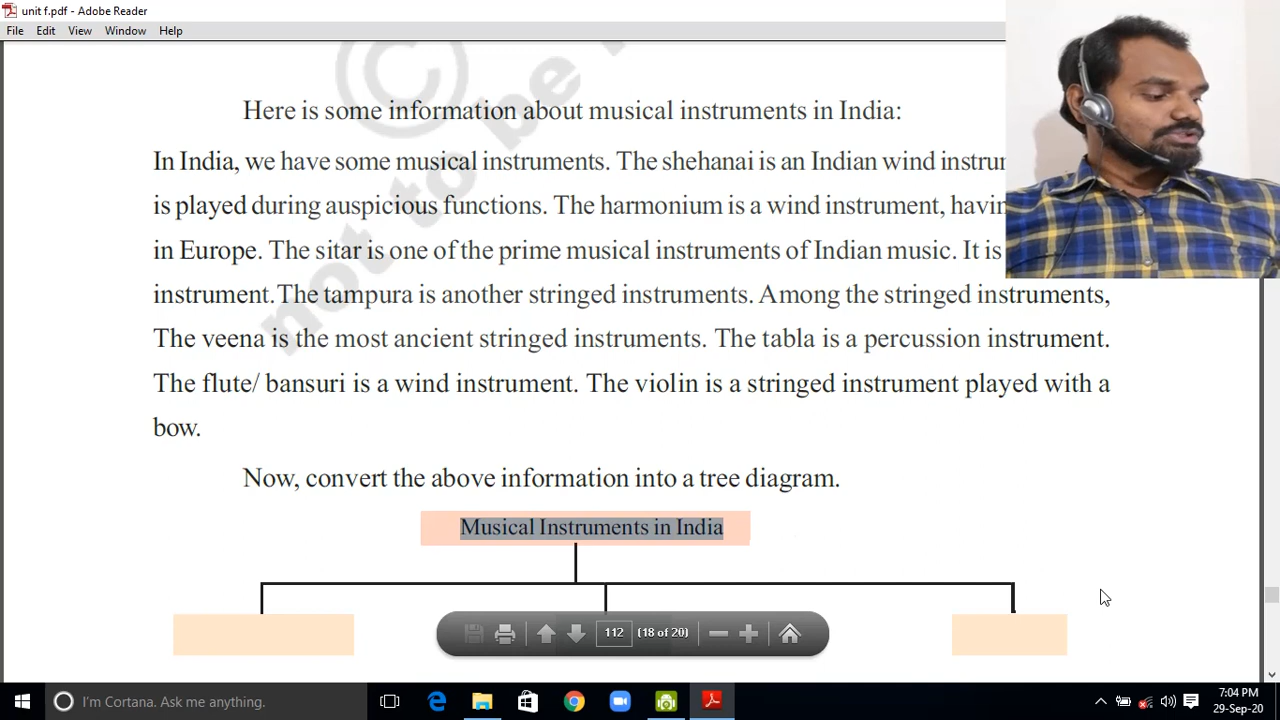 unit f.pdf - Adobe Reader
File Edit View Window Help
not to be
Here is some information about musical instruments in India:
In India, we have some musical instruments. The shehanai is an Indian wind
is played during auspicious functions. The harmonium is a wind instrument,
in Europe. The sitar is one of the prime musical instruments of Indian music. It is
instrument.The tampura is another stringed instruments. Among the stringed instruments,
The veena is the most ancient stringed instruments. The tabla is a percussion instrument.
The flute/ bansuri is a wind instrument. The violin is a stringed instrument played with a
bow.
Now, convert the above information into a tree diagram.
Musical Instruments in India
112 (18 of 20)
I'm Cortana. Ask me anything.
7:04 PM
29-Sep-20